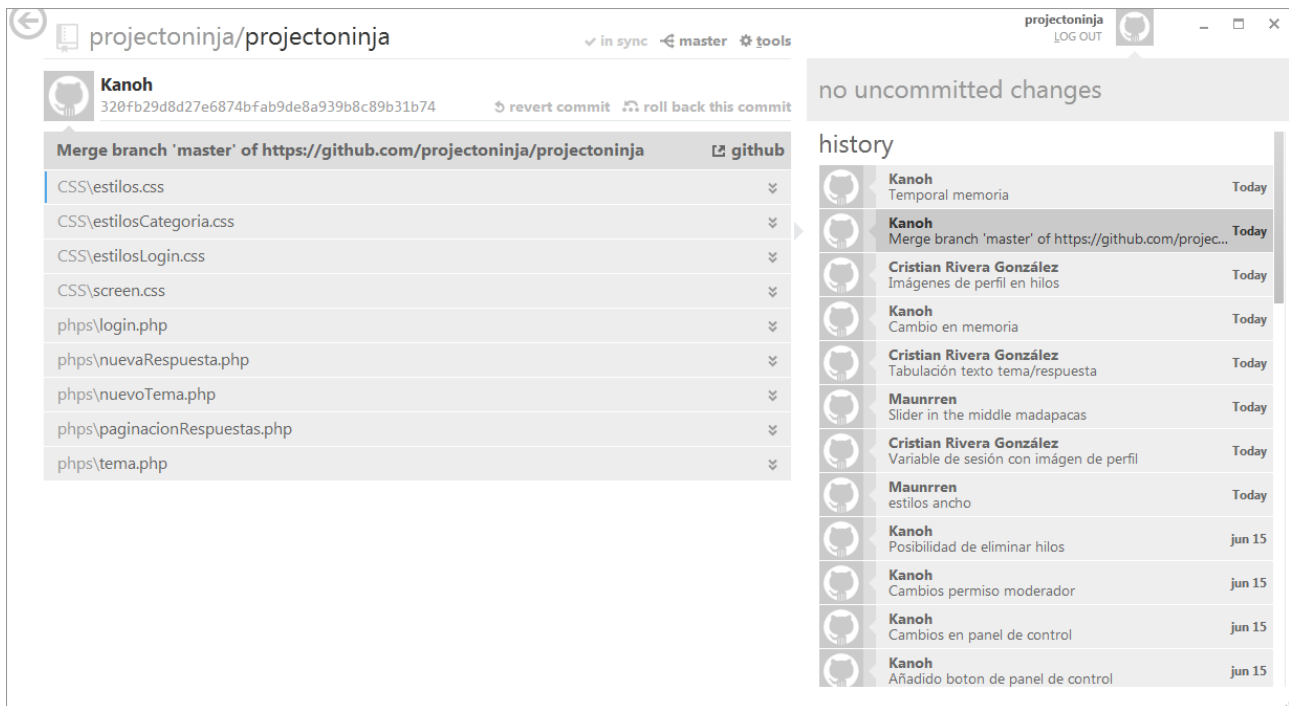 projectoninja/projectoninja
in sync master tools
projectoninja
LOG OUT
Kanoh
320fb29d8d27e6874bfab9de8a939b8c89b31b74
revert commit roll back this commit
Merge branch 'master' of https://github.com/projectoninja/projectoninja github
CSS\estilos.css
CSS\estilosCategoria.css
CSS\estilosLogin.css
CSS\screen.css
phps\login.php
phps\nuevaRespuesta.php
phps\nuevoTema.php
phps\paginacionRespuestas.php
phps\tema.php
no uncommitted changes
history
Kanoh
Temporal memoria
Today
Kanoh
Merge branch 'master' of https://github.com/projec...
Today
Cristian Rivera González
Imágenes de perfil en hilos
Today
Kanoh
Cambio en memoria
Today
Cristian Rivera González
Tabulación texto tema/respuesta
Today
Maunrren
Slider in the middle madapacas
Today
Cristian Rivera González
Variable de sesión con imágen de perfil
Today
Maunrren
estilos ancho
Today
Kanoh
Posibilidad de eliminar hilos
jun 15
Kanoh
Cambios permiso moderador
jun 15
Kanoh
Cambios en panel de control
jun 15
Kanoh
Añadido boton de panel de control
jun 15